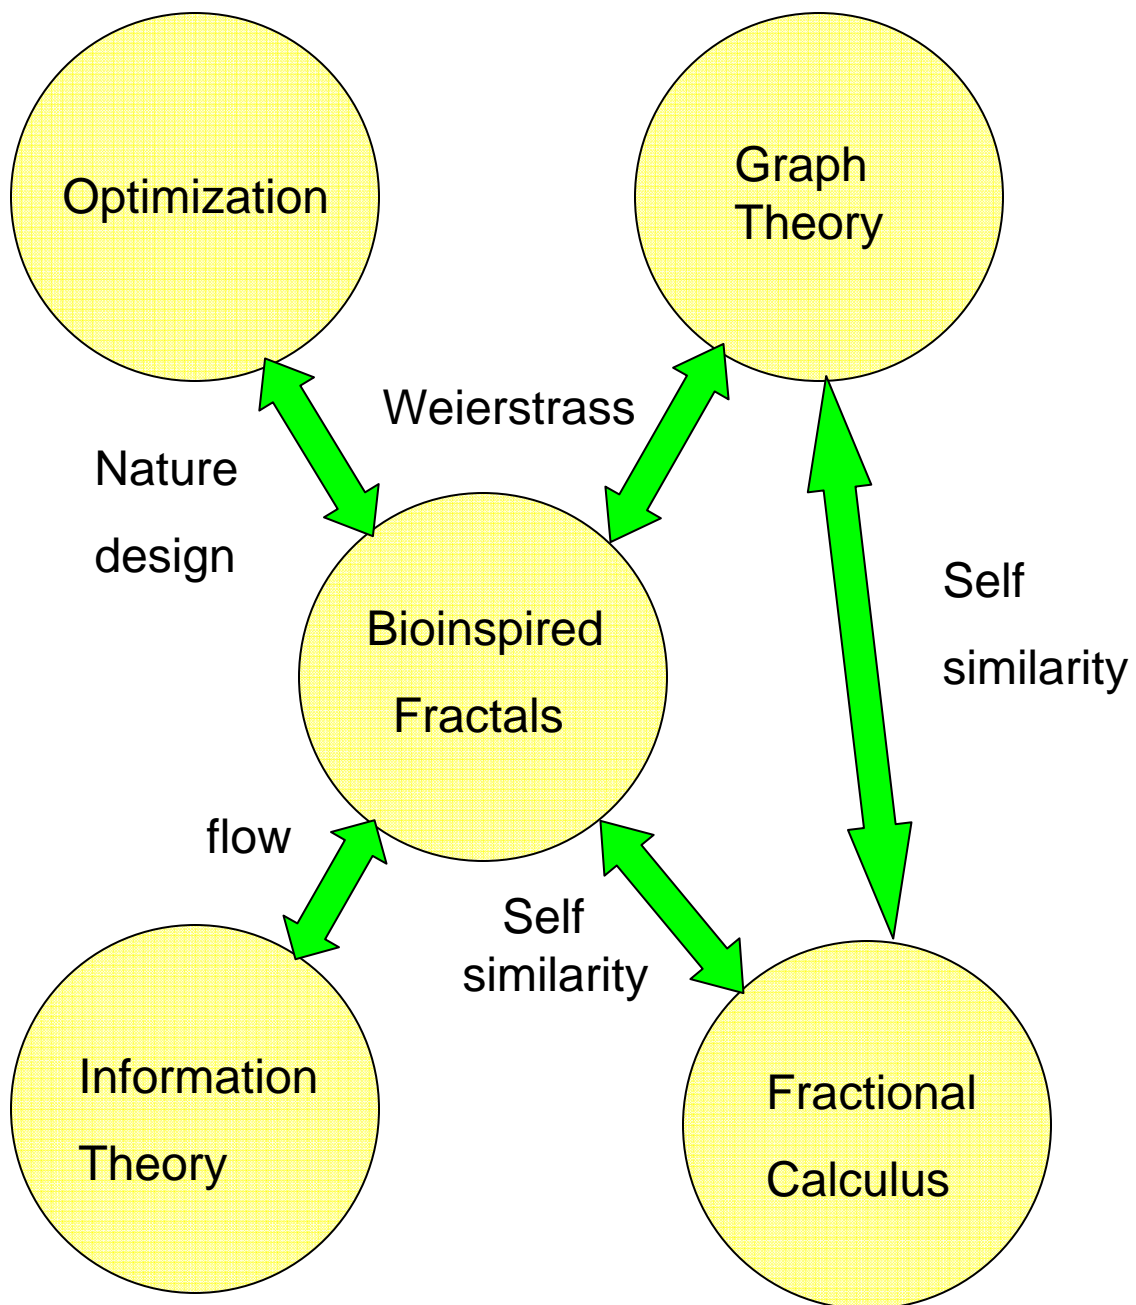 Optimization
Graph
Theory
Weierstrass
Nature
design
Self
similarity
Bioinspired
Fractals
flow
Self
similarity
Information
Theory
Fractional
Calculus